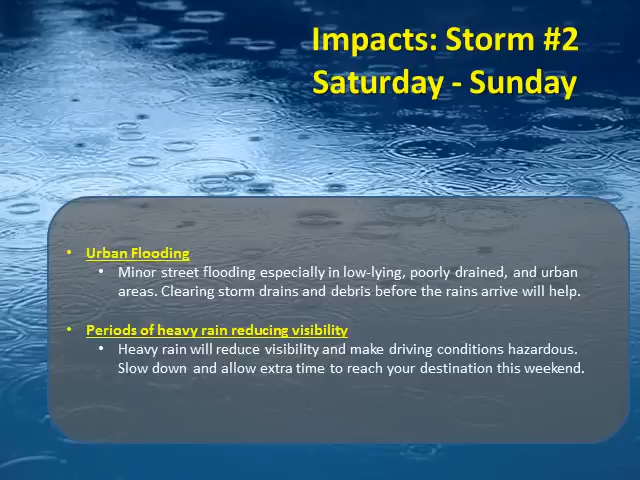 Impacts: Storm #2
Saturday - Sunday
• Urban Flooding
• Minor street flooding especially in low-lying, poorly drained, and urban
areas. Clearing storm drains and debris before the rains arrive will help.
• Periods of heavy rain reducing visibility
• Heavy rain will reduce visibility and make driving conditions hazardous.
Slow down and allow extra time to reach your destination this weekend.